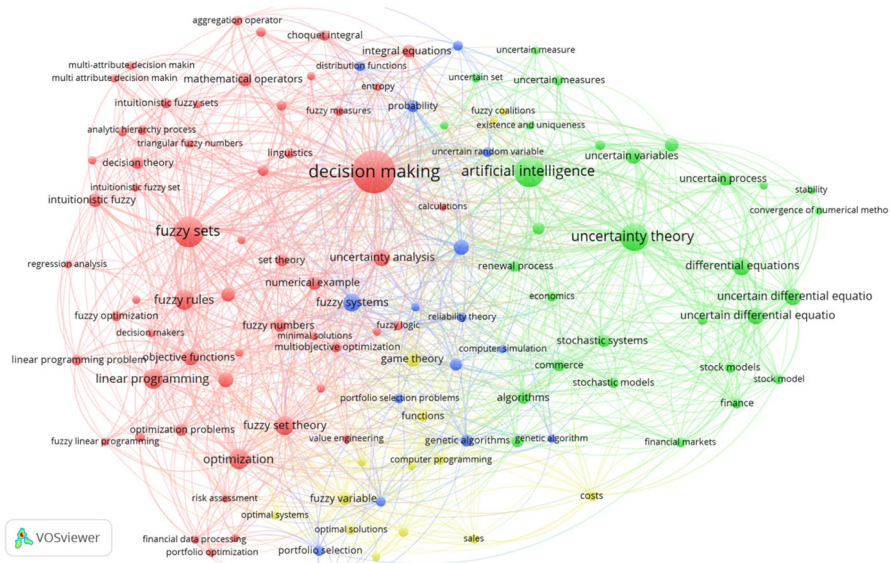 aggregation operator
choquet integral
integral equations
uncertain measure
multi-attribute decision makin
distribution functions
multi attribute decision makin
mathematical operators
uncertain set
uncertain measures
entropy
intuitionistic fuzzy sets
fuzzy measures
probability
fuzzy coalitions
analytic hierarchy process
existence and uniqueness
triangular fuzzy numbers
linguistics
uncertain random variable
uncertain variables
decision theory
decision making
artificial intelligence
uncertain process
intuitionistic fuzzy set
stability
intuitionistic fuzzy
calculations
convergence of numerical metho
fuzzy sets
uncertainty theory
set theory
uncertainty analysis
regression analysis
renewal process
differential equations
numerical example
fuzzy rules
fuzzy systems
economics
uncertain differential equatio
fuzzy optimization
reliability theory
uncertain differential equatio
fuzzy numbers
fuzzy logic
decision makers
minimal solutions
stochastic systems
multiobjective optimization
computer simulation
linear programming problem
objective functions
game theory
commerce
stock models
linear programming
stochastic models
stock model
portfolio selection problems
algorithms
finance
functions
fuzzy set theory
optimization problems
fuzzy linear programming
value engineering
genetic algorithms
genetic algorithm
financial markets
optimization
computer programming
risk assessment
fuzzy variable
costs
optimal systems
optimal solutions
financial data processing
sales
portfolio optimization
portfolio selection
VOSviewer